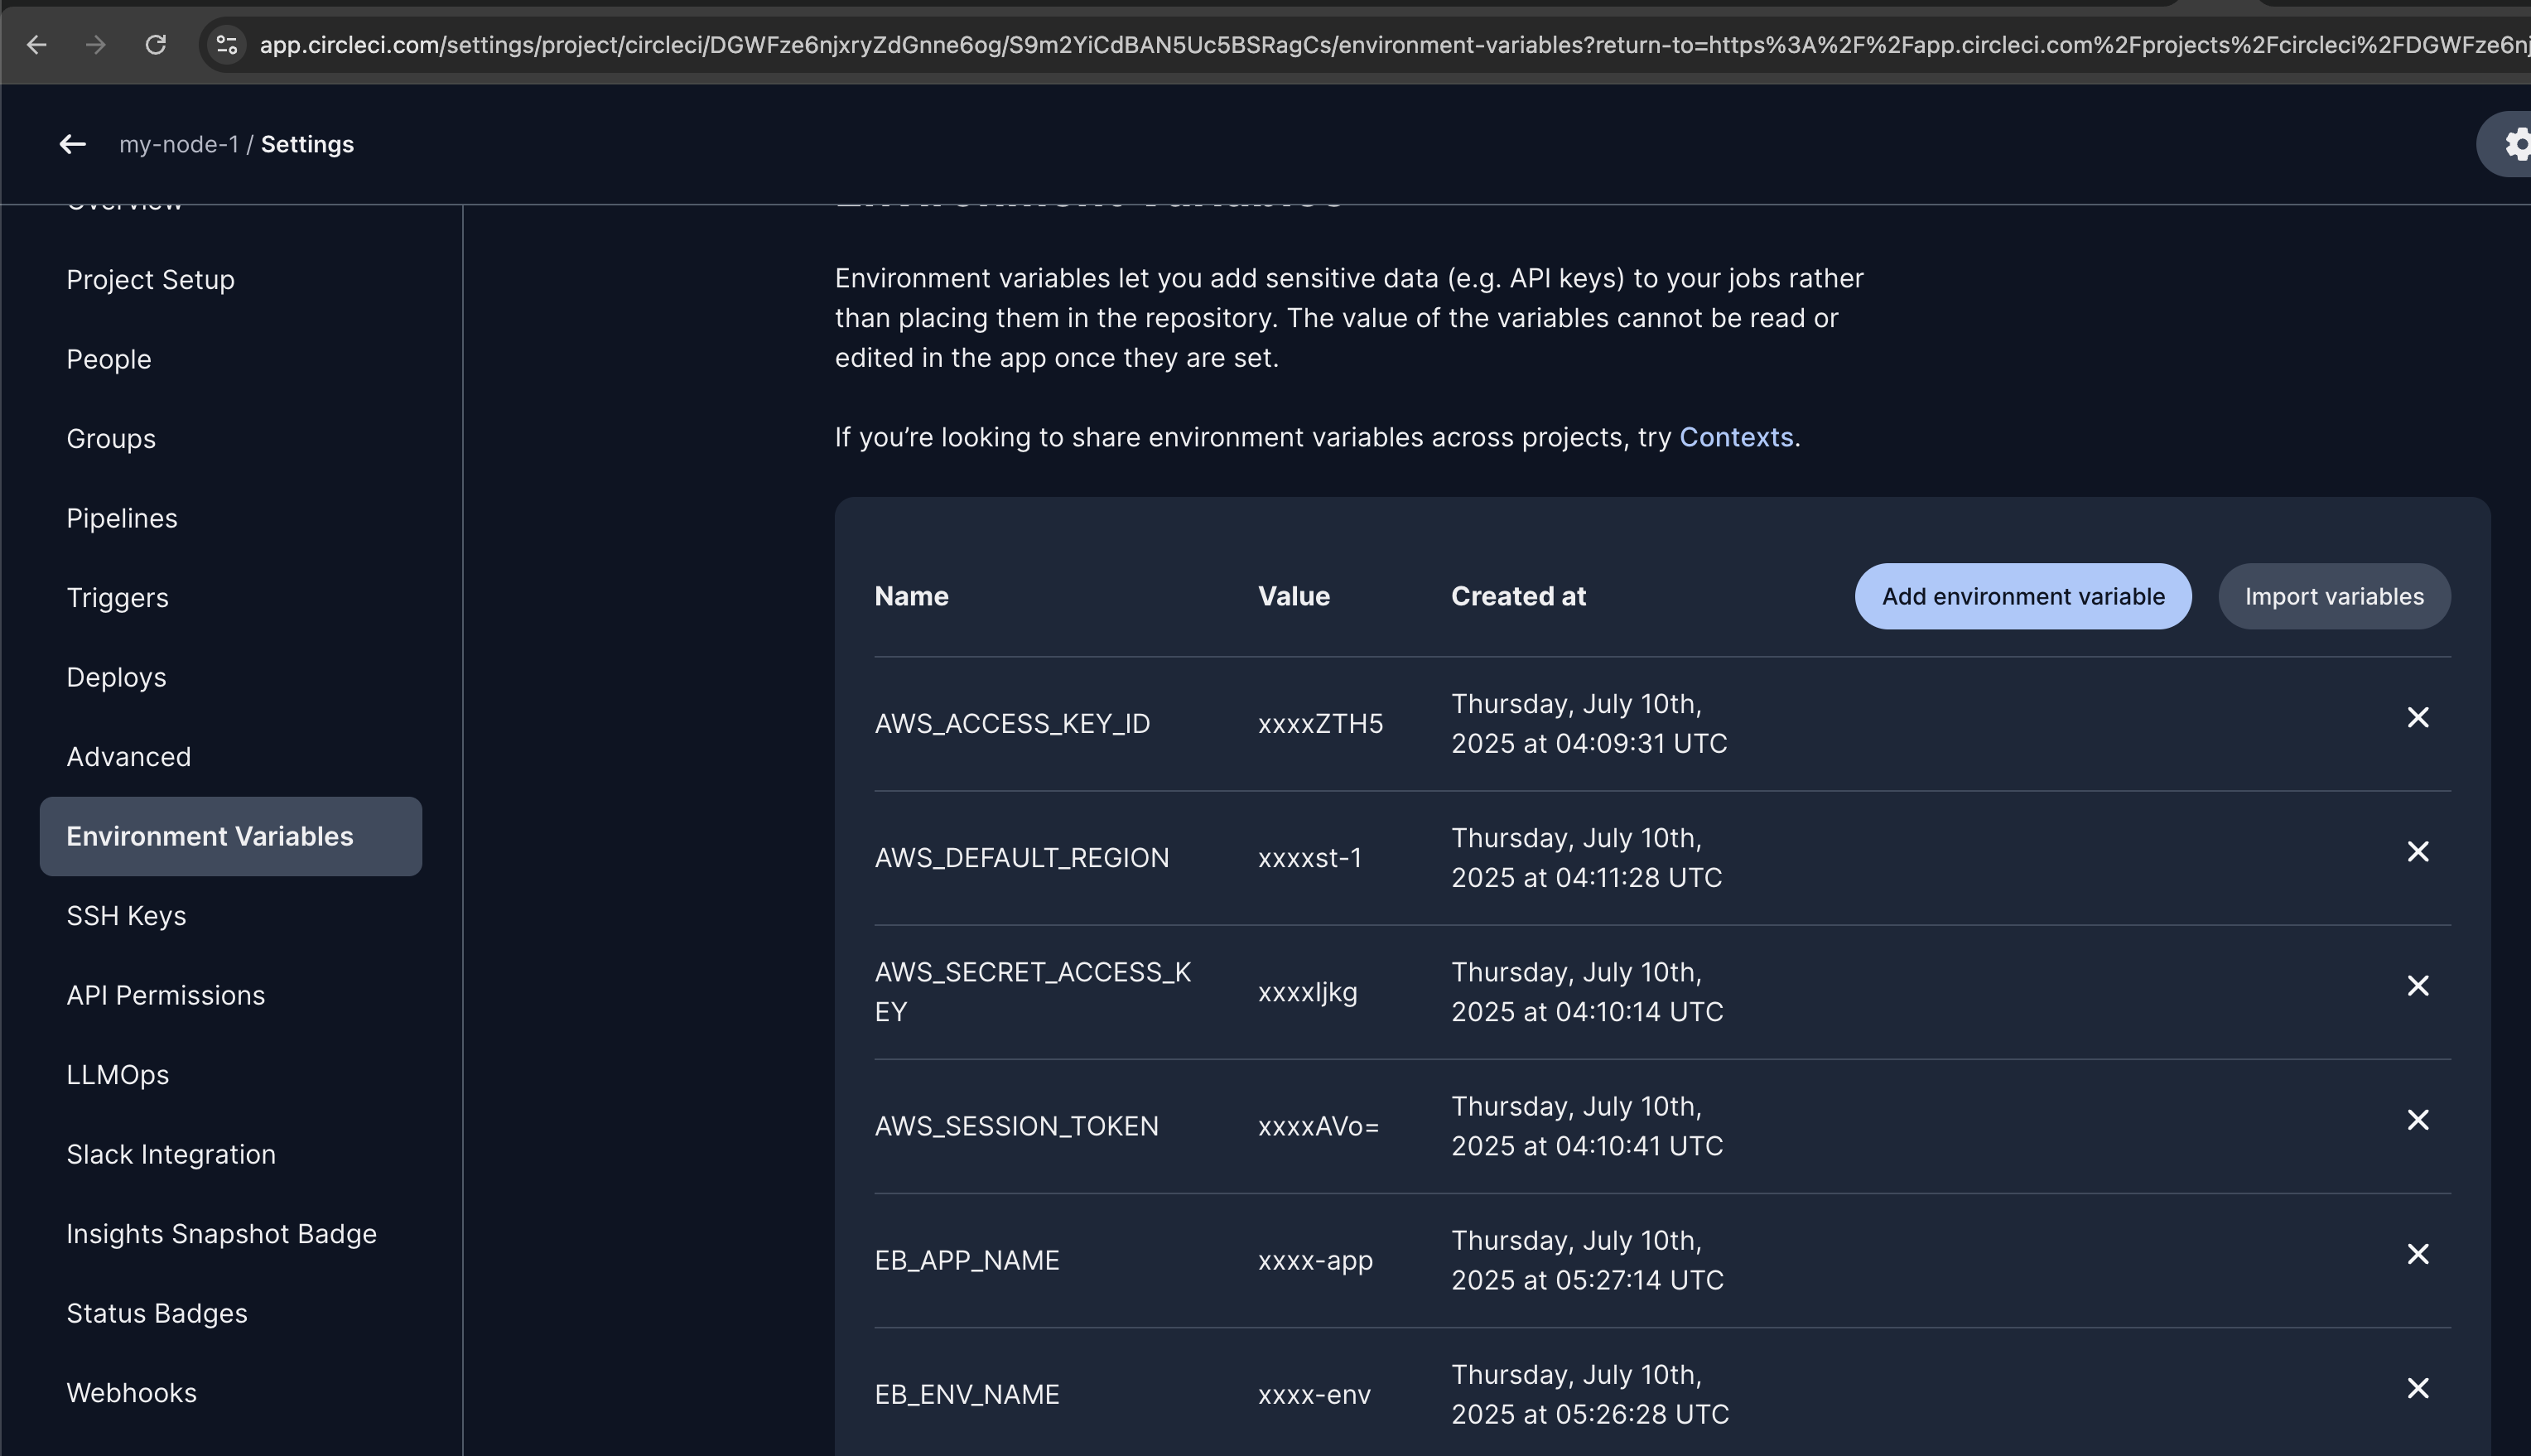 app.circleci.com/settings/project/circleci/DGWFze6njxryZdGnne6og/S9m2YiCdBAN5Uc5BSRagCs/environment-variables?return-to=https%3A%2F%2Fapp.circleci.com%2Fprojects%2Fcircleci%2FDGWFze6nj
my-node-1 / Settings
Overview
Environment Variables
Project Setup
People
Groups
Pipelines
Triggers
Deploys
Advanced
Environment Variables
SSH Keys
API Permissions
LLMOps
Slack Integration
Insights Snapshot Badge
Status Badges
Webhooks
Environment variables let you add sensitive data (e.g. API keys) to your jobs rather
than placing them in the repository. The value of the variables cannot be read or
edited in the app once they are set.
If you’re looking to share environment variables across projects, try Contexts.
Name Value Created at Add environment variable Import variables
AWS_ACCESS_KEY_ID xxxxZTH5 Thursday, July 10th,
2025 at 04:09:31 UTC
AWS_DEFAULT_REGION xxxxst-1 Thursday, July 10th,
2025 at 04:11:28 UTC
AWS_SECRET_ACCESS_K xxxxljkg Thursday, July 10th,
EY 2025 at 04:10:14 UTC
AWS_SESSION_TOKEN xxxxAVo= Thursday, July 10th,
2025 at 04:10:41 UTC
EB_APP_NAME xxxx-app Thursday, July 10th,
2025 at 05:27:14 UTC
EB_ENV_NAME xxxx-env Thursday, July 10th,
2025 at 05:26:28 UTC